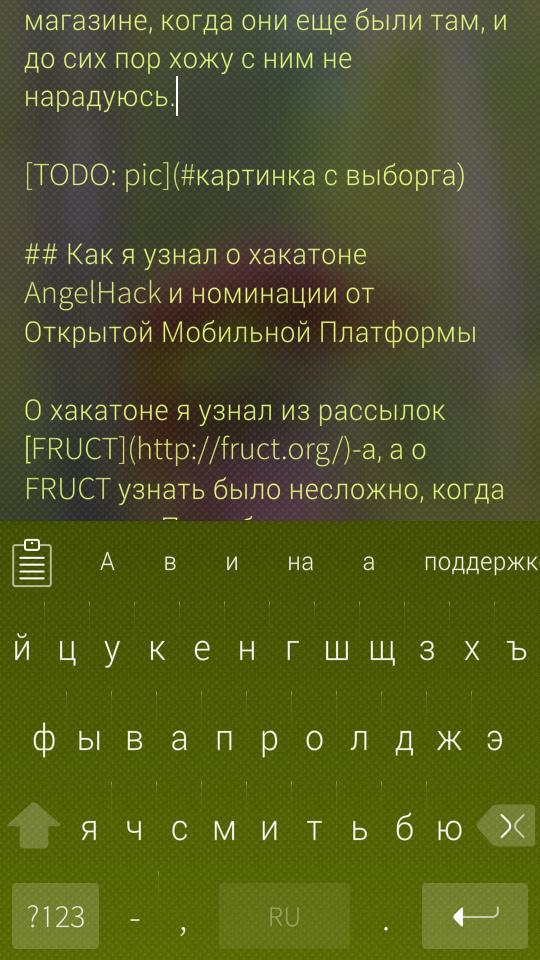 магазине, когда они еще были там, и
до сих пор хожу с ним не
нарадуюсь.
[TODO: pic](#картинка с выборга)
## Как я узнал о хакатоне
AngelHack и номинации от
Открытой Мобильной Платформы
О хакатоне я узнал из рассылок
[FRUCT](http://fruct.org/)-а, а о
FRUCT узнать было несложно, когда
А в и на а поддержк
й ц у к е н г ш щ з х ъ
ф ы в а п р о л д ж э
я ч с м и т ь б ю
?123 - , RU .